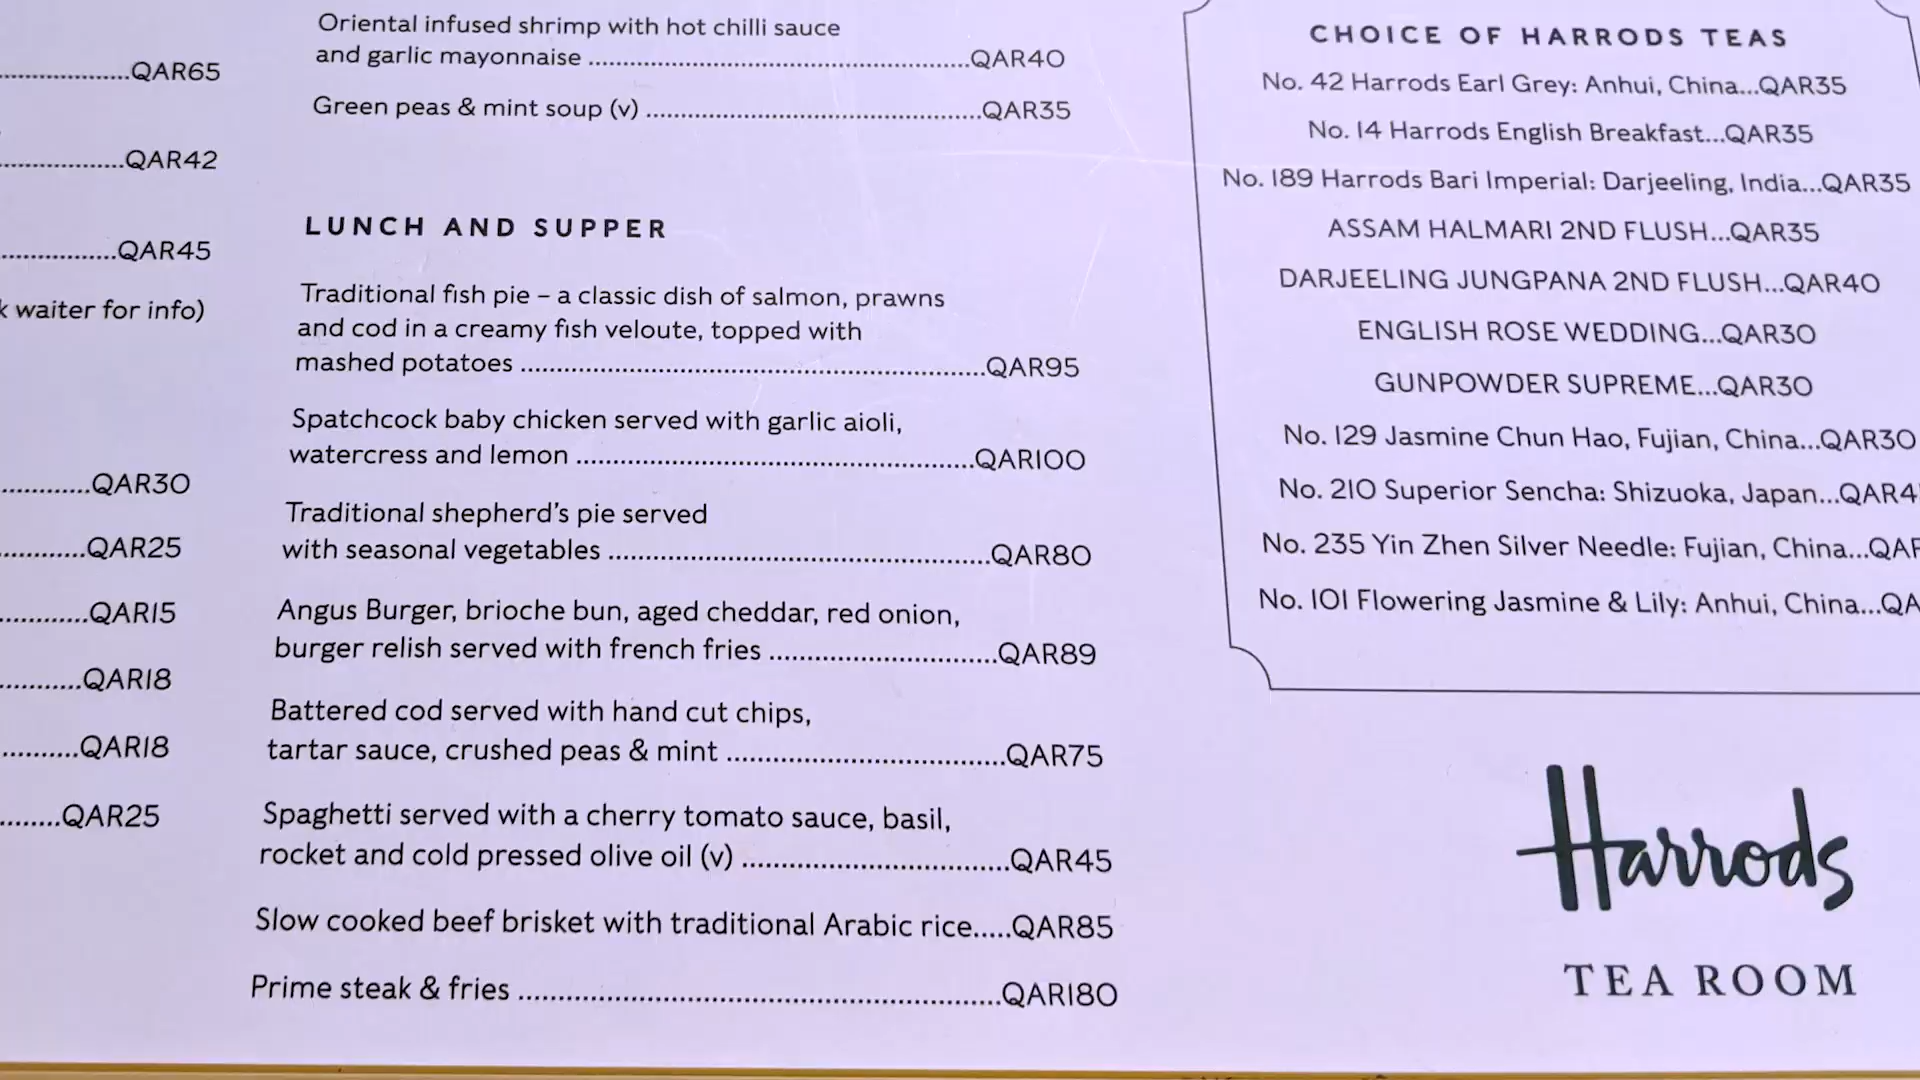 QAR65
QAR42
QAR45
waiter for info)
QAR30
QAR25
QAR15
QAR18
QAR18
QAR25
Oriental infused shrimp with hot chilli sauce
and garlic mayonnaise ...QAR40
Green peas & mint soup (v) ...QAR35
LUNCH AND SUPPER
Traditional fish pie – a classic dish of salmon, prawns
and cod in a creamy fish veloute, topped with
mashed potatoes ...QAR95
Spatchcock baby chicken served with garlic aioli,
watercress and lemon ...QAR100
Traditional shepherd's pie served
with seasonal vegetables ...QAR80
Angus Burger, brioche bun, aged cheddar, red onion,
burger relish served with french fries ...QAR89
Battered cod served with hand cut chips,
tartar sauce, crushed peas & mint ...QAR75
Spaghetti served with a cherry tomato sauce, basil,
rocket and cold pressed olive oil (v) ...QAR45
Slow cooked beef brisket with traditional Arabic rice.....QAR85
Prime steak & fries ...QAR180
CHOICE OF HARRODS TEAS
No. 42 Harrods Earl Grey: Anhui, China...QAR35
No. 14 Harrods English Breakfast...QAR35
No. 189 Harrods Bari Imperial: Darjeeling, India...QAR35
ASSAM HALMARI 2ND FLUSH...QAR35
DARJEELING JUNGPANA 2ND FLUSH...QAR40
ENGLISH ROSE WEDDING...QAR30
GUNPOWDER SUPREME...QAR30
No. 129 Jasmine Chun Hao, Fujian, China...QAR30
No. 210 Superior Sencha: Shizuoka, Japan...
No. 235 Yin Zhen Silver Needle: Fujian, China...
No. 101 Flowering Jasmine & Lily: Anhui, China...
Harrods
TEA ROOM